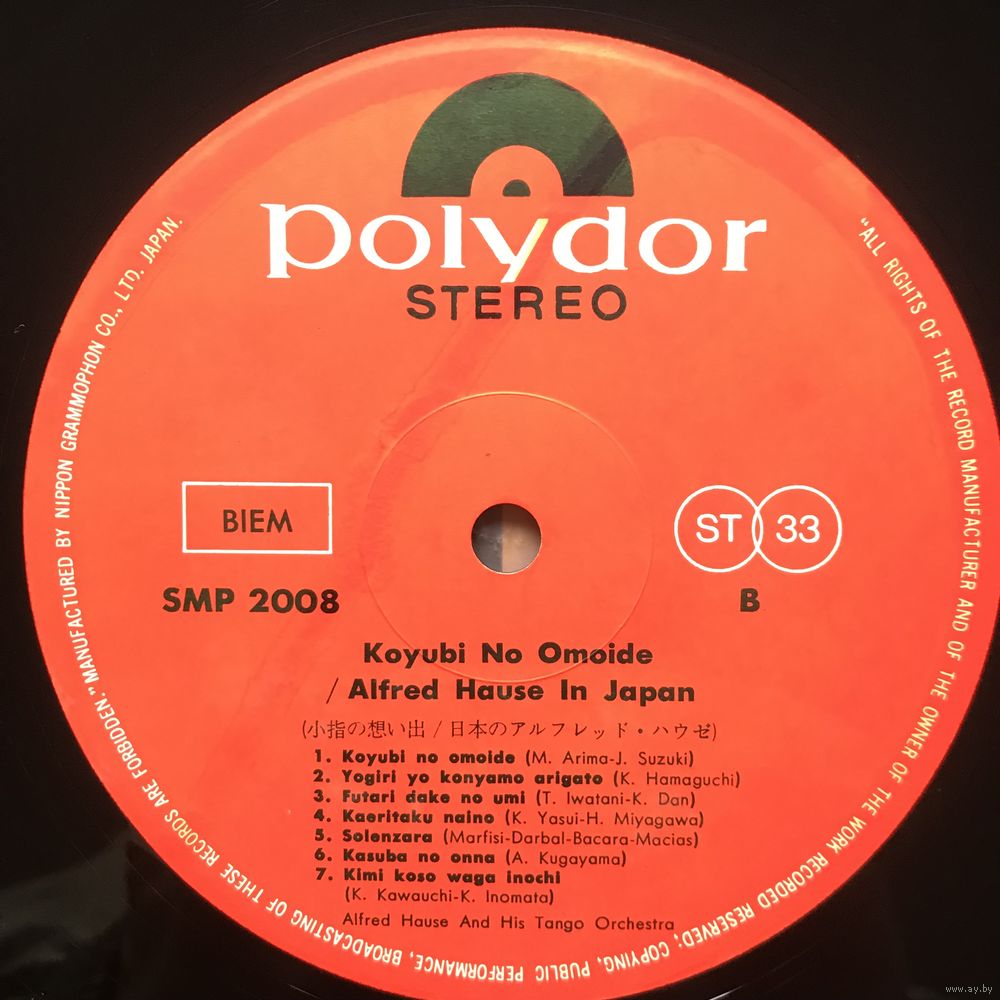 polydor
STEREO
BIEM
ST 33
SMP 2008
B
Koyubi No Omoide
/ Alfred Hause In Japan
(小指の想い出 / 日本のアルフレッド・ハウゼ)
1. Koyubi no omoide (M. Arima-J. Suzuki)
2. Yogiri yo konyamo arigato (K. Hamaguchi)
3. Futari dake no umi (T. Iwatani-K. Dan)
4. Kaeritaku naino (K. Yasui-H. Miyagawa)
5. Solenzara (Marfisi-Darbal-Bacara-Macias)
6. Kasuba no onna (A. Kugayama)
7. Kimi koso waga inochi
(K. Kawauchi-K. Inomata)
Alfred Hause And His Tango Orchestra
"ALL RIGHTS OF THE RECORD MANUFACTURER AND OF THE OWNER OF THE WORK RECORDED RESERVED; COPYING, PUBLIC PERFORMANCE, BROADCASTING OF THESE RECORDS ARE FORBIDDEN." MANUFACTURED BY NIPPON GRAMMOPHON CO., LTD. JAPAN.
www.ay.by